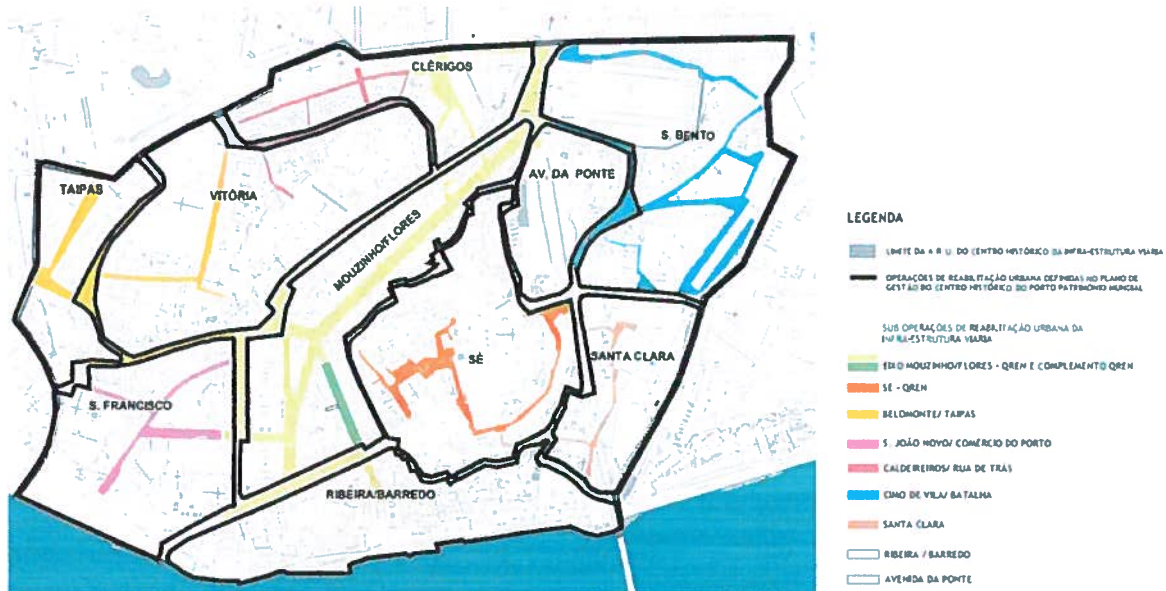 CLÉRIGOS
S. BENTO
TAIPAS
VITÓRIA
AV. DA PONTE
MOUZINHO/FLORES
SÉ
SANTA CLARA
S. FRANCISCO
RIBEIRA/BARREDO
LEGENDA
LIMITE DA A R U. DO CENTRO HISTÓRICO DA INFRA-ESTRUTURA VIARIA
OPERAÇÕES DE REABILITAÇÃO URBANA DEFINIDAS NO PLANO DE
GESTÃO DO CENTRO HISTÓRICO DO PORTO PATRIMÓNIO MUNDIAL
SUB OPERAÇÕES DE REABILITAÇÃO URBANA DA
INFRA-ESTRUTURA VIARIA
EIXO MOUZINHO/FLORES - QREN E COMPLEMENTO QREN
SE - QREN
BELOMONTE/ TAIPAS
S. JOÃO NOVO/ COMÉRCIO DO PORTO
CALDEIREIROS/ RUA DE TRÁS
CIMO DE VILA/ BATALHA
SANTA CLARA
RIBEIRA / BARREDO
AVENIDA DA PONTE